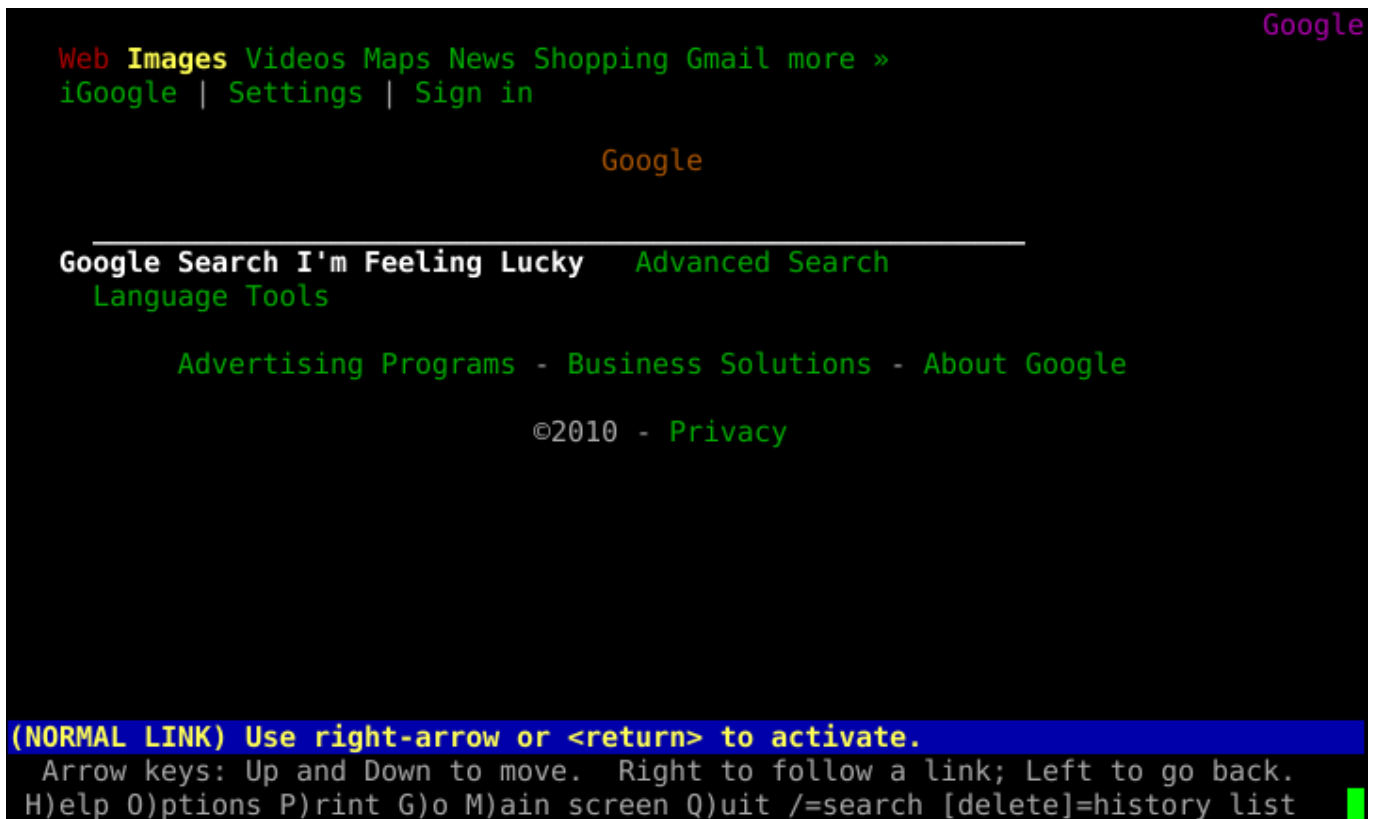 Google
Web Images Videos Maps News Shopping Gmail more »
iGoogle | Settings | Sign in
Google
Google Search I'm Feeling Lucky Advanced Search
Language Tools
Advertising Programs - Business Solutions - About Google
©2010 - Privacy
(NORMAL LINK) Use right-arrow or <return> to activate.
Arrow keys: Up and Down to move. Right to follow a link; Left to go back.
H)elp O)ptions P)rint G)o M)ain screen Q)uit /=search [delete]=history list